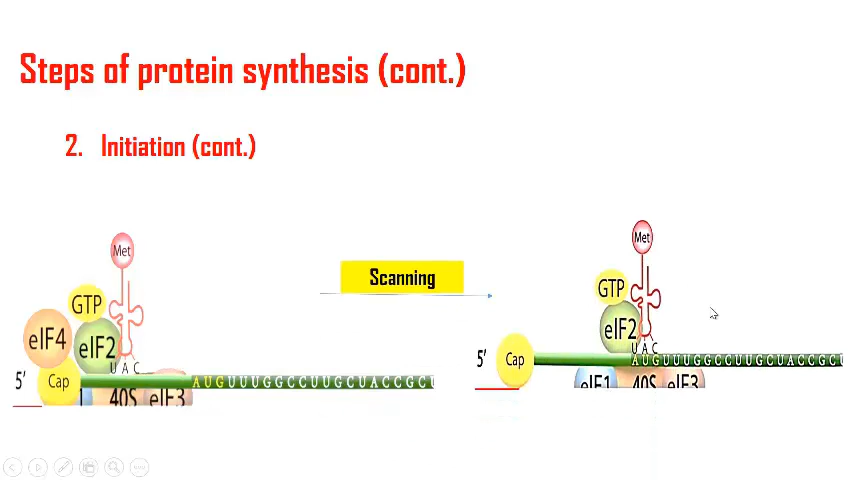 Steps of protein synthesis (cont.)
2. Initiation (cont.)
Met
GTP
eIF4
eIF2
UAC
5'
Cap
AUGUUUGGCCUUGCUACCGCU
1
40S
eIF3
Scanning
Met
GTP
eIF2
UAC
5'
Cap
AUGUUUGGCCUUGCUACCGCU
eIF1
40S
eIF3